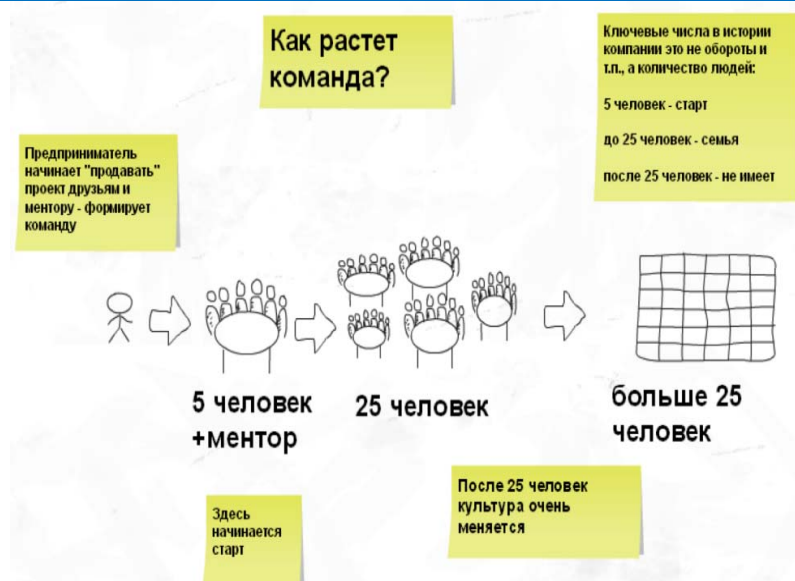 Как растет
команда?
Ключевые числа в истории
компании это не обороты и
т.п., а количество людей:
5 человек - старт
до 25 человек - семья
после 25 человек - не имеет
Предприниматель
начинает "продавать"
проект друзьям и
ментору - формирует
команду
5 человек
+ментор
25 человек
больше 25
человек
Здесь
начинается
старт
После 25 человек
культура очень
меняется